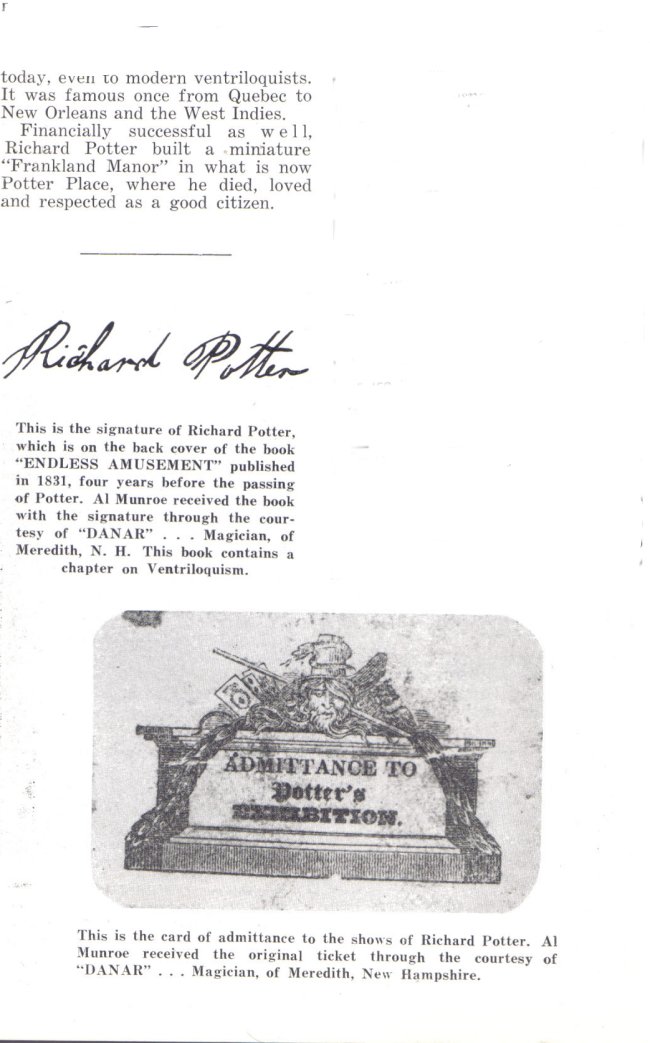 today, even to modern ventriloquists.
It was famous once from Quebec to
New Orleans and the West Indies.
Financially successful as well,
Richard Potter built a miniature
“Frankland Manor” in what is now
Potter Place, where he died, loved
and respected as a good citizen.
Richard Potter
This is the signature of Richard Potter,
which is on the back cover of the book
“ENDLESS AMUSEMENT” published
in 1831, four years before the passing
of Potter. Al Munroe received the book
with the signature through the cour-
tesy of “DANAR” . . . Magician, of
Meredith, N. H. This book contains a
chapter on Ventriloquism.
ADMITTANCE TO
Potter's
EXHIBITION.
This is the card of admittance to the shows of Richard Potter. Al
Munroe received the original ticket through the courtesy of
“DANAR” . . . Magician, of Meredith, New Hampshire.